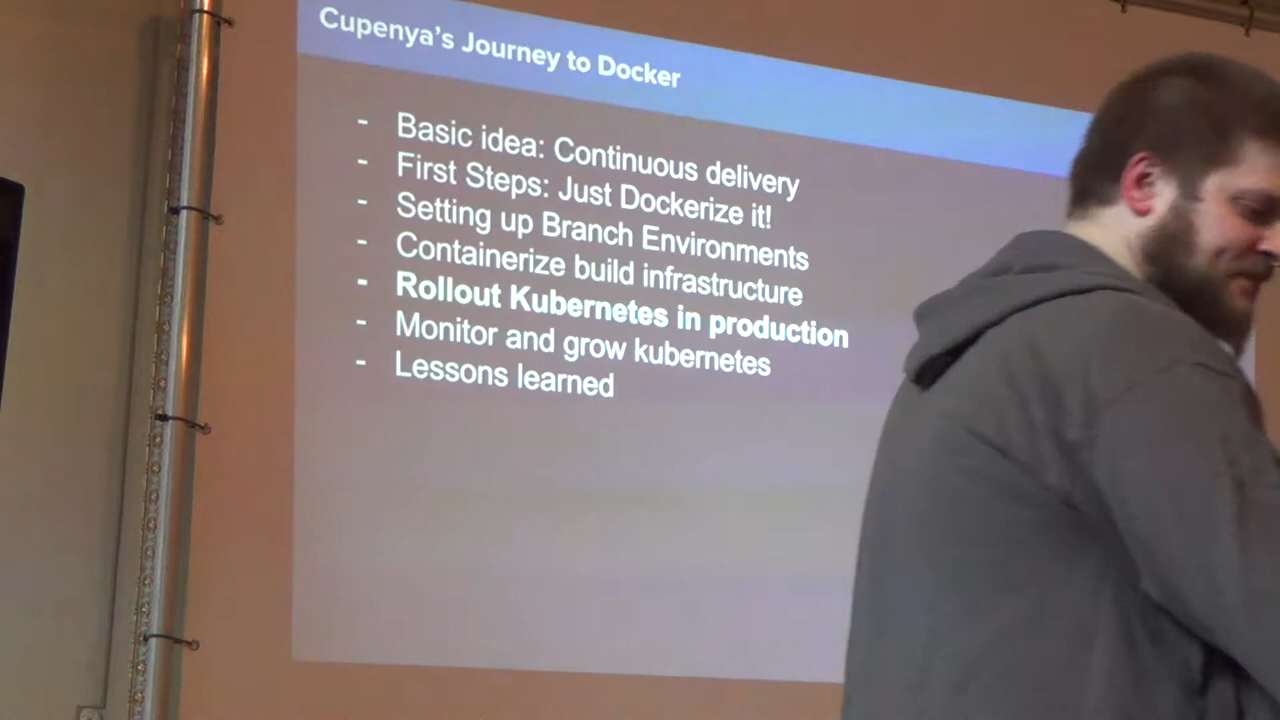 Cupenya's Journey to Docker
- Basic idea: Continuous delivery
- First Steps: Just Dockerize it!
- Setting up Branch Environments
- Containerize build infrastructure
- Rollout Kubernetes in production
- Monitor and grow kubernetes
- Lessons learned